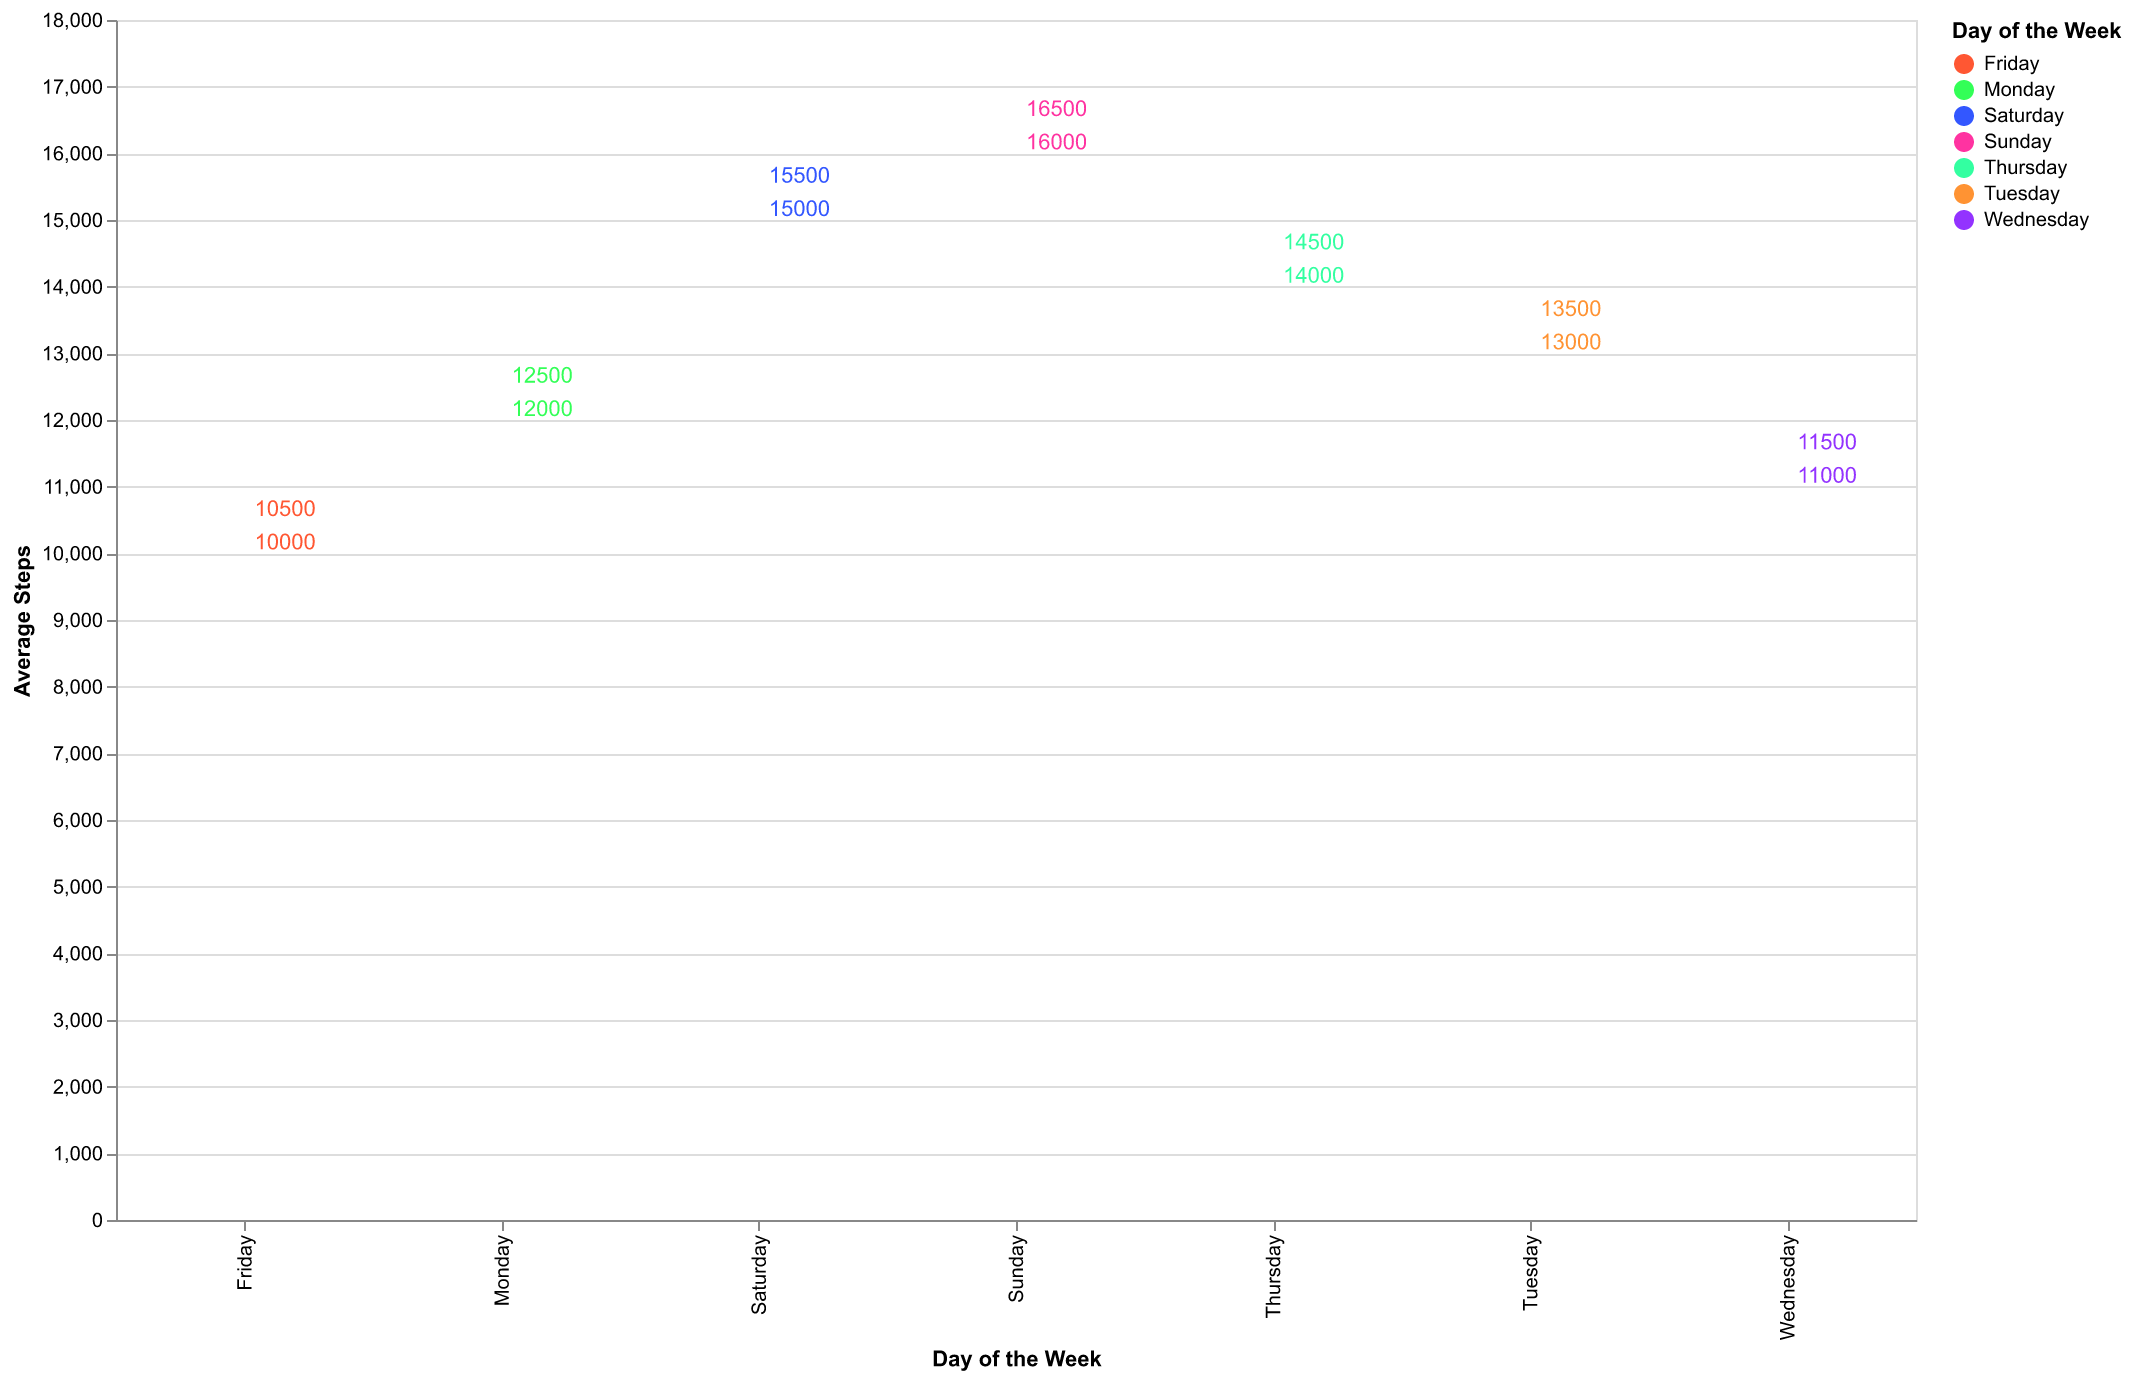 18,000
17,000
16,000
15,000
14,000
13,000
12,000
11,000
10,000
9,000
8,000
7,000
6,000
5,000
4,000
3,000
2,000
1,000
0
Average Steps
10500
10000
12500
12000
15500
15000
16500
16000
14500
14000
13500
13000
11500
11000
Friday
Monday
Saturday
Sunday
Thursday
Tuesday
Wednesday
Day of the Week
Day of the Week
Friday
Monday
Saturday
Sunday
Thursday
Tuesday
Wednesday